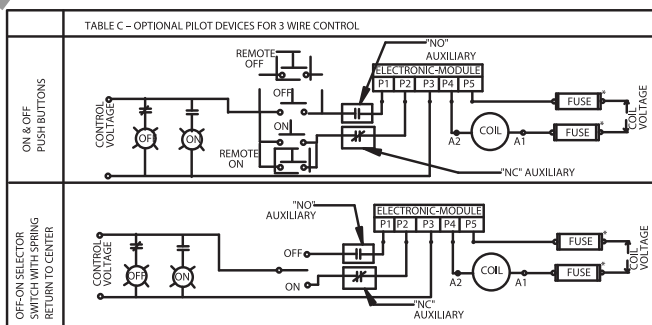 TABLE C – OPTIONAL PILOT DEVICES FOR 3 WIRE CONTROL
ON & OFF
PUSH BUTTONS
CONTROL
VOLTAGE
OFF
ON
REMOTE
OFF
OFF
ON
REMOTE
ON
"NO"
AUXILIARY
ELECTRONIC-MODULE
P1 P2 P3 P4 P5
A2
COIL
A1
FUSE*
FUSE*
COIL
VOLTAGE
"NC" AUXILIARY
OFF-ON SELECTOR
SWITCH WITH SPRING
RETURN TO CENTER
CONTROL
VOLTAGE
OFF
ON
"NO"
AUXILIARY
OFF
ON
ELECTRONIC-MODULE
P1 P2 P3 P4 P5
A2
COIL
A1
FUSE*
FUSE*
COIL
VOLTAGE
"NC"
AUXILIARY